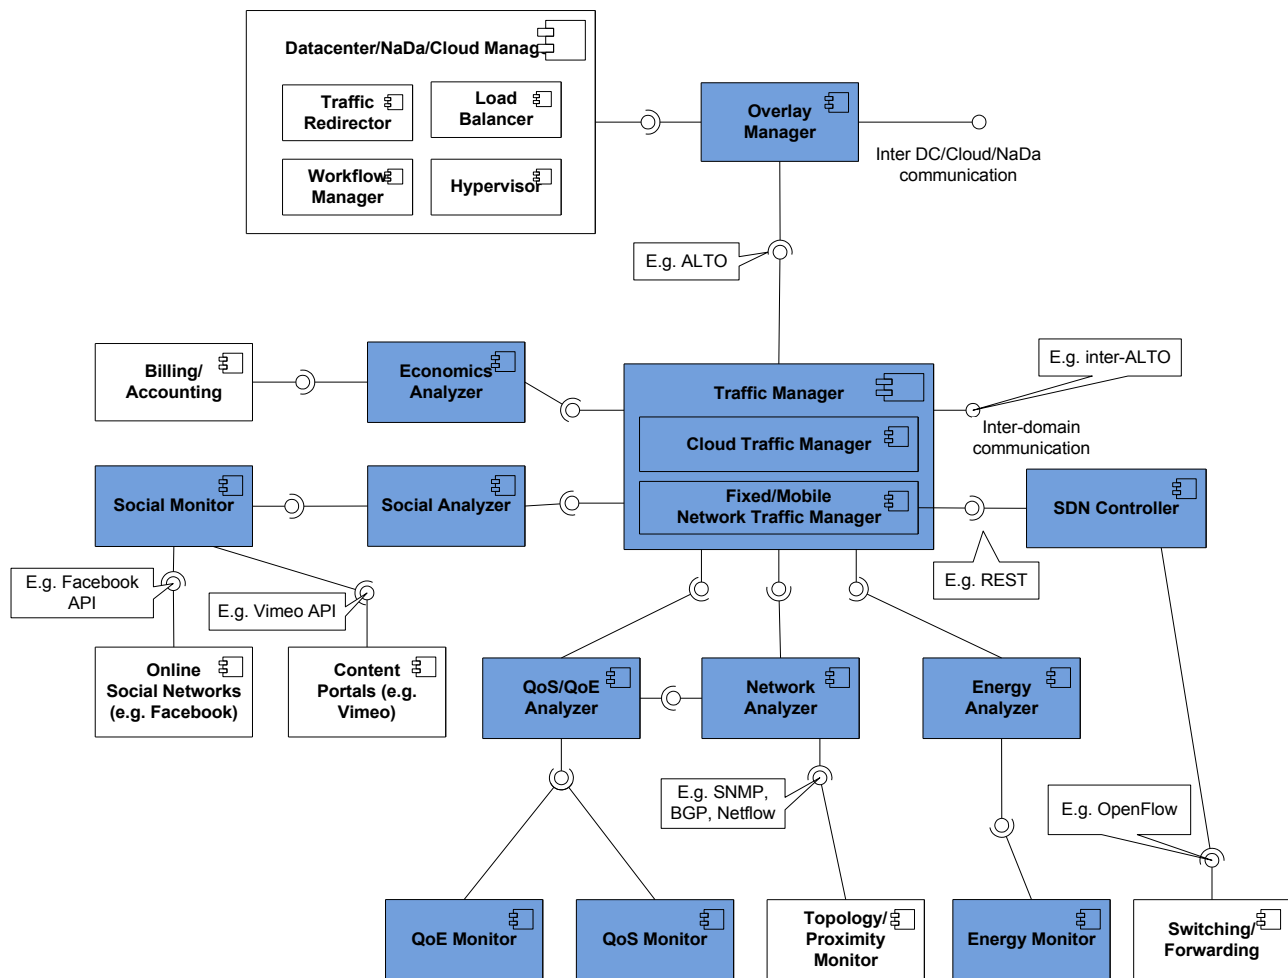 Datacenter/NaDa/Cloud Manag
Traffic
Redirector
Load
Balancer
Workflow
Manager
Hypervisor
Overlay
Manager
Inter DC/Cloud/NaDa
communication
E.g. ALTO
Billing/
Accounting
Economics
Analyzer
Traffic Manager
Cloud Traffic Manager
Fixed/Mobile
Network Traffic Manager
E.g. inter-ALTO
Inter-domain
communication
Social Monitor
Social Analyzer
SDN Controller
E.g. REST
E.g. Facebook
API
E.g. Vimeo API
Online
Social Networks
(e.g. Facebook)
Content
Portals (e.g.
Vimeo)
QoS/QoE
Analyzer
Network
Analyzer
Energy
Analyzer
E.g. SNMP,
BGP, Netflow
E.g. OpenFlow
QoE Monitor
QoS Monitor
Topology/
Proximity
Monitor
Energy Monitor
Switching/
Forwarding